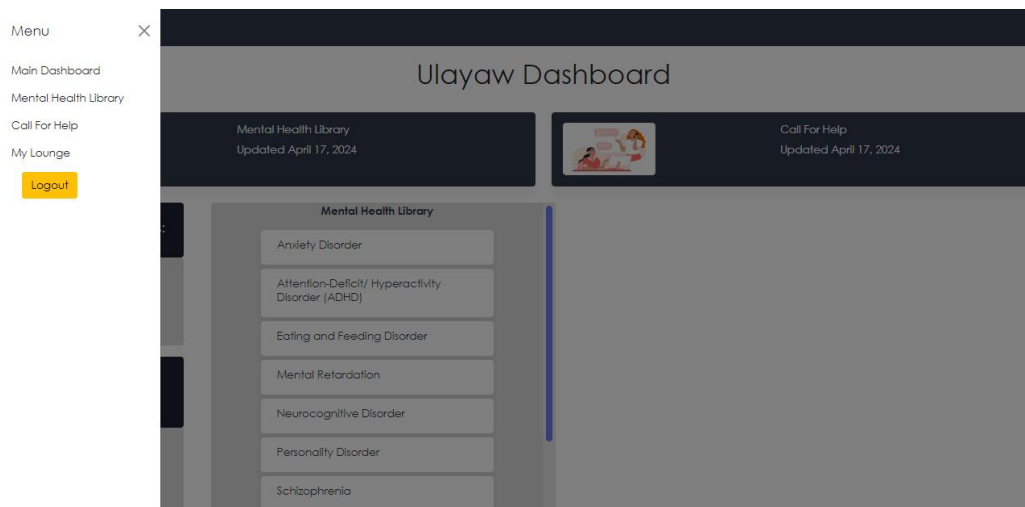 Menu
Main Dashboard
Mental Health Library
Call For Help
My Lounge
Logout
Ulayaw Dashboard
Mental Health Library
Updated April 17, 2024
Call For Help
Updated April 17, 2024
Mental Health Library
Anxiety Disorder
Attention-Deficit/ Hyperactivity
Disorder (ADHD)
Eating and Feeding Disorder
Mental Retardation
Neurocognitive Disorder
Personality Disorder
Schizophrenia